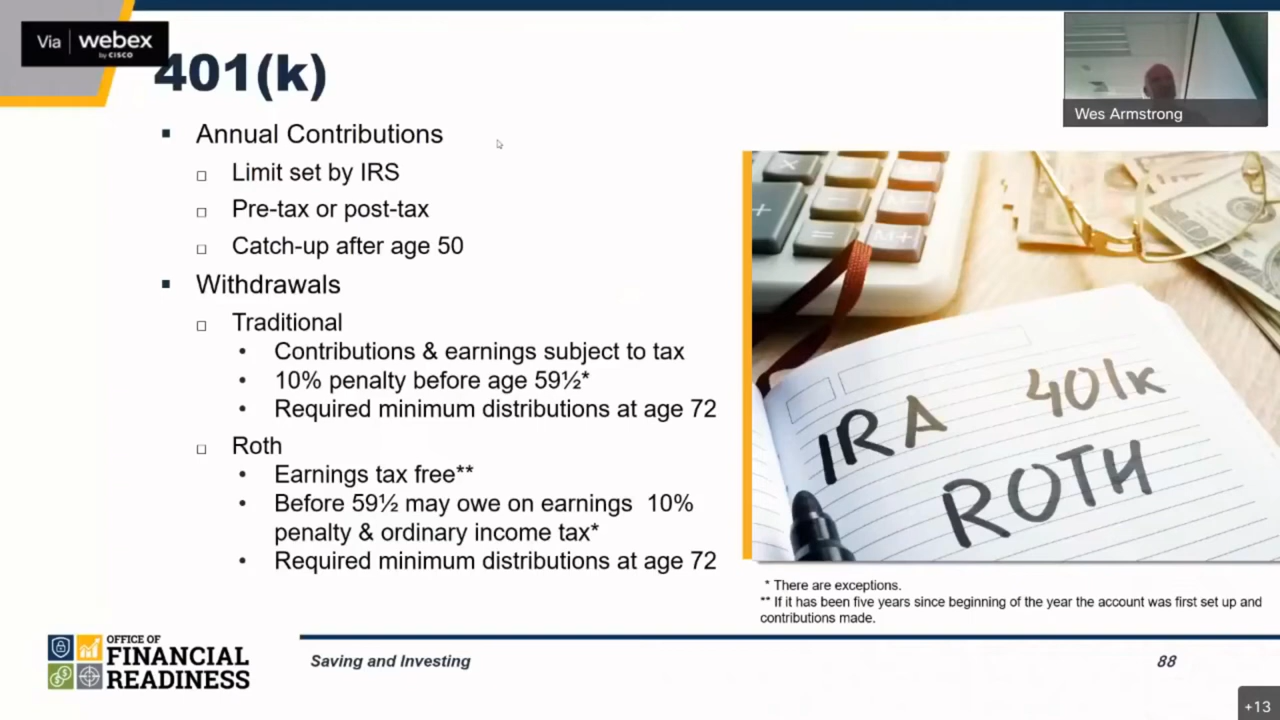 Via webex
by CISCO
401(k)
Wes Armstrong
Annual Contributions
Limit set by IRS
Pre-tax or post-tax
Catch-up after age 50
Withdrawals
Traditional
Contributions & earnings subject to tax
10% penalty before age 59½*
Required minimum distributions at age 72
Roth
Earnings tax free**
Before 59½ may owe on earnings  10%
penalty & ordinary income tax*
Required minimum distributions at age 72
× ÷
+ −
= M+
IRA 401k
ROTH
* There are exceptions.
** If it has been five years since beginning of the year the account was first set up and
contributions made.
OFFICE OF
FINANCIAL
READINESS
Saving and Investing
88
+13